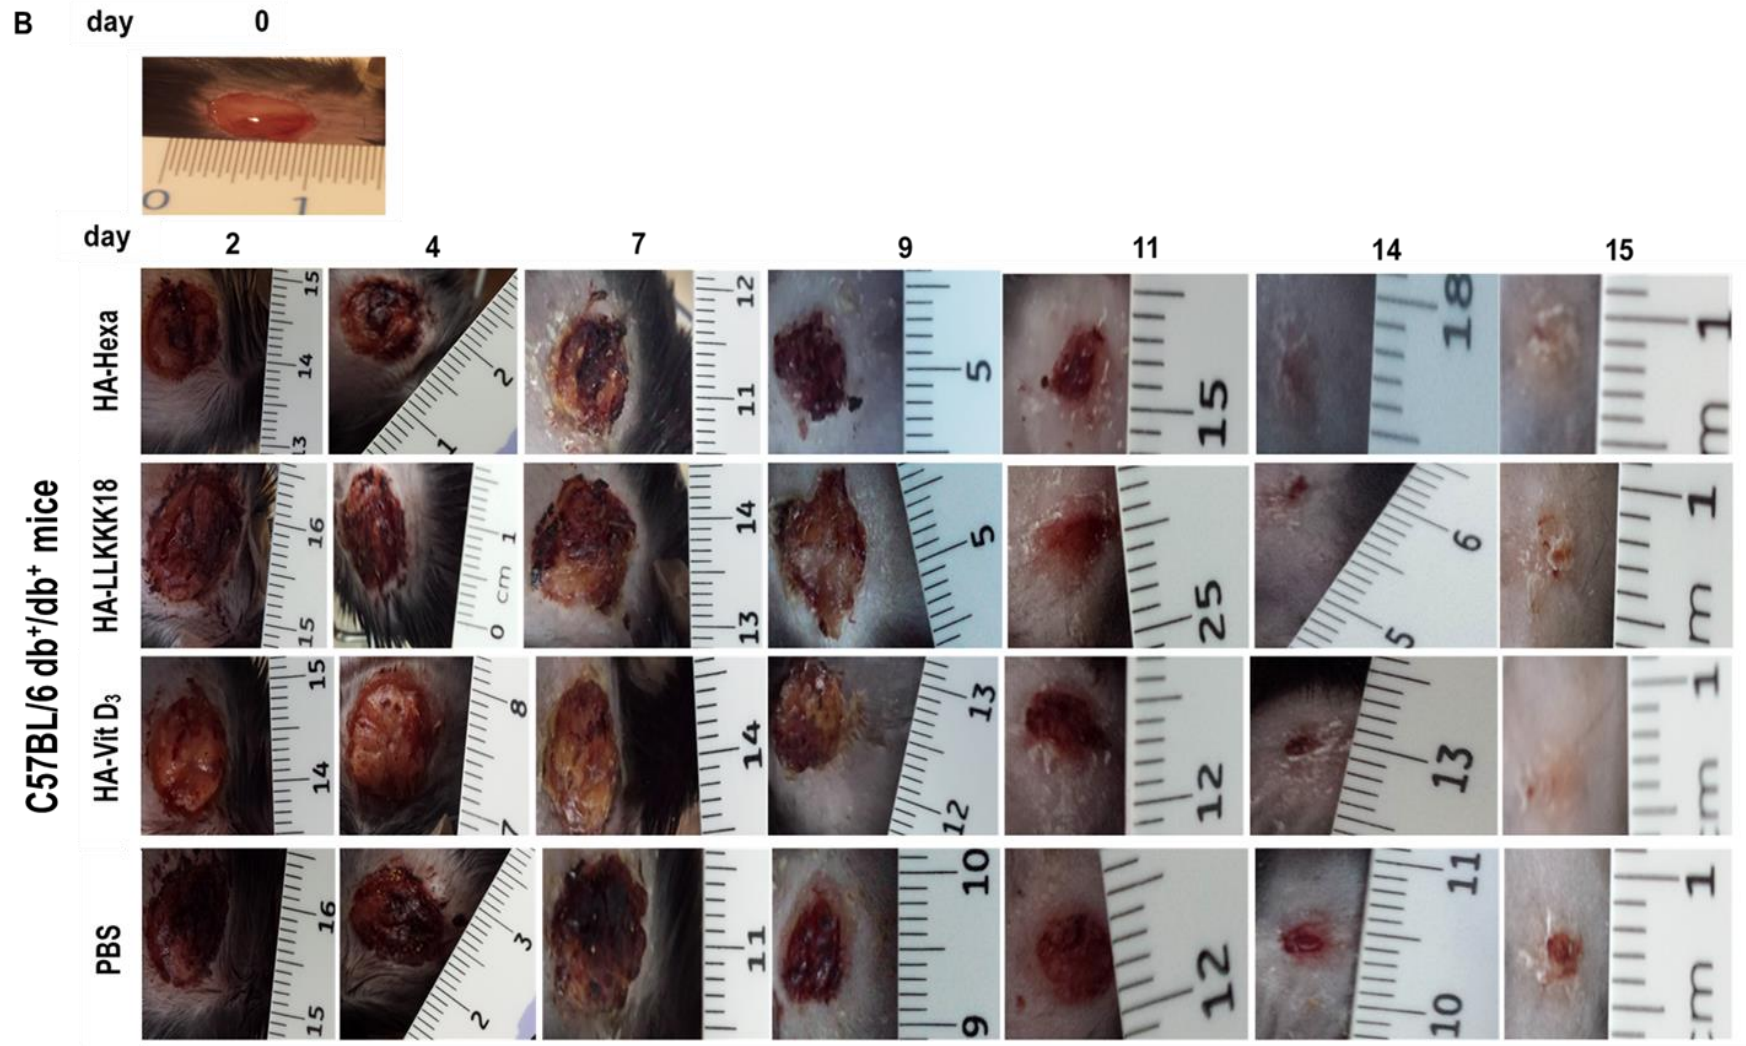 B day 0
0 1
day 2 4 7 9 11 14 15
HA-Hexa
15 14 13
2 1
12 11
5
15
18
1 m
HA-LLKKK18
16 15
1 cm 0
14 13
5
25
6 5
1 m
C57BL/6 db⁺/db⁺ mice
HA-Vit D₃
15 14
8 7
14
13 12
12
13
1 cm
PBS
16 15
3 2
11
10 9
12
11 10
1 cm